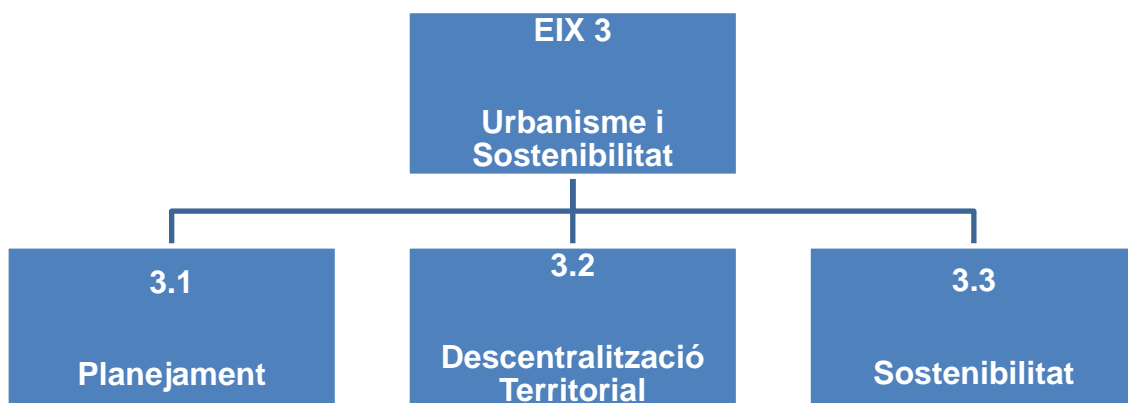 EIX 3
Urbanisme i
Sostenibilitat
3.1
Planejament
3.2
Descentralització
Territorial
3.3
Sostenibilitat